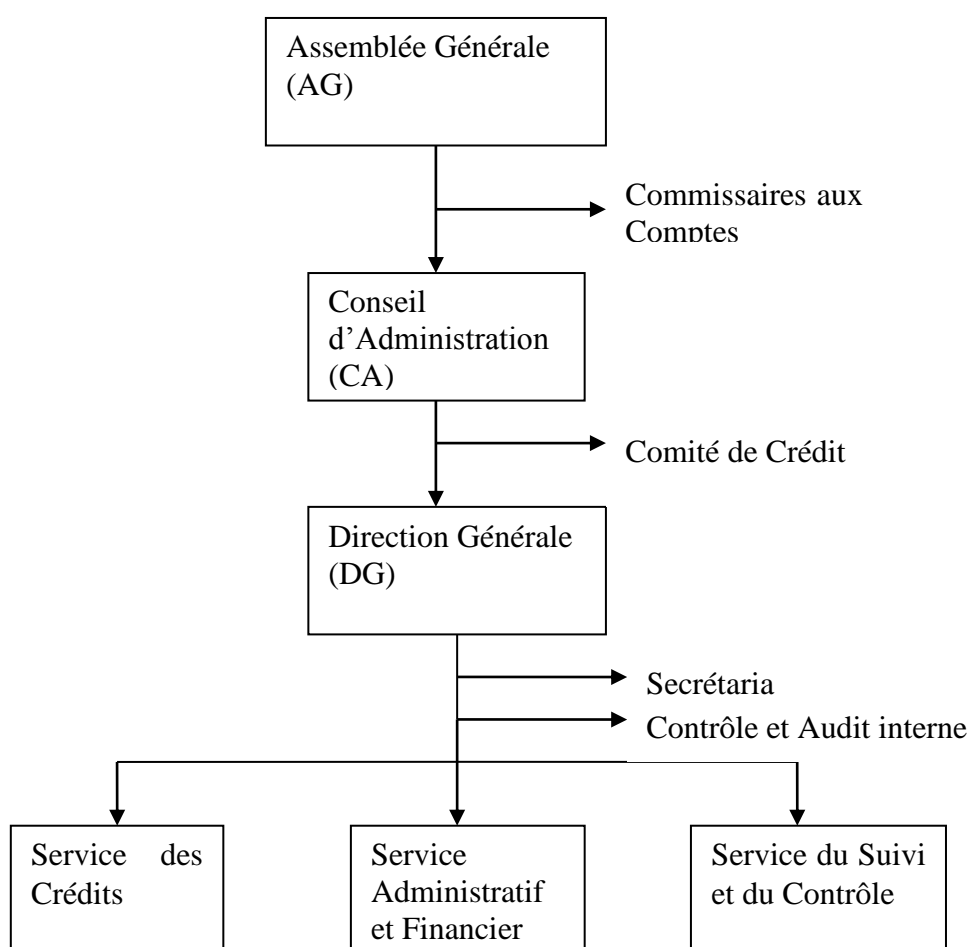 Assemblée Générale
(AG)
Commissaires aux
Comptes
Conseil
d’Administration
(CA)
Comité de Crédit
Direction Générale
(DG)
Secrétaria
Contrôle et Audit interne
Service des
Crédits
Service
Administratif
et Financier
Service du Suivi
et du Contrôle